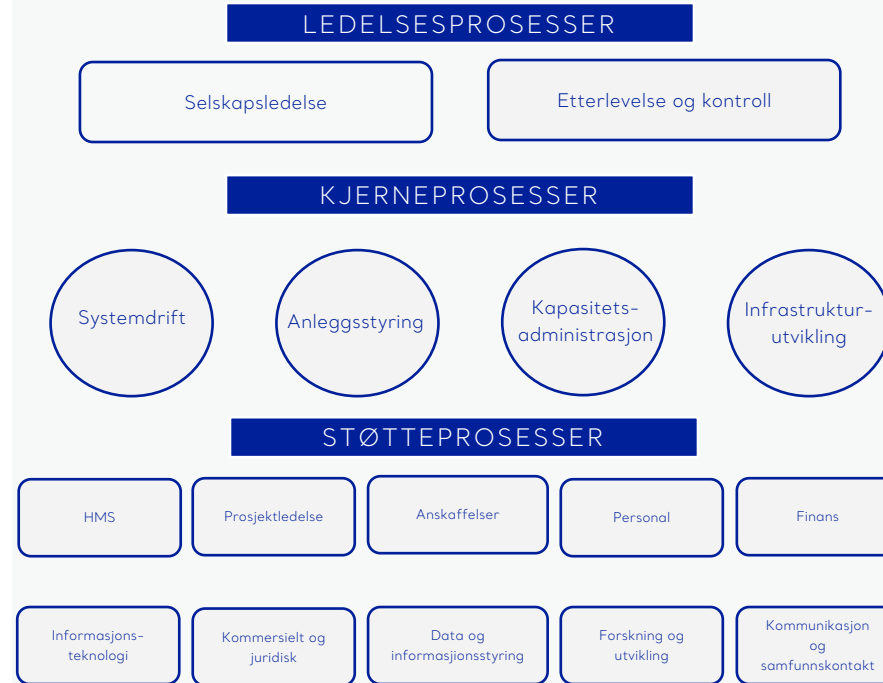 LEDELSESPROSESSER
Selskapsledelse
Etterlevelse og kontroll
KJERNEPROSESSER
Systemdrift
Anleggsstyring
Kapasitets-
administrasjon
Infrastruktur-
utvikling
STØTTEPROSESSER
HMS
Prosjektledelse
Anskaffelser
Personal
Finans
Informasjons-
teknologi
Kommersielt og
juridisk
Data og
informasjionsstyring
Forskning og
utvikling
Kommunikasjon
og
samfunnskontakt